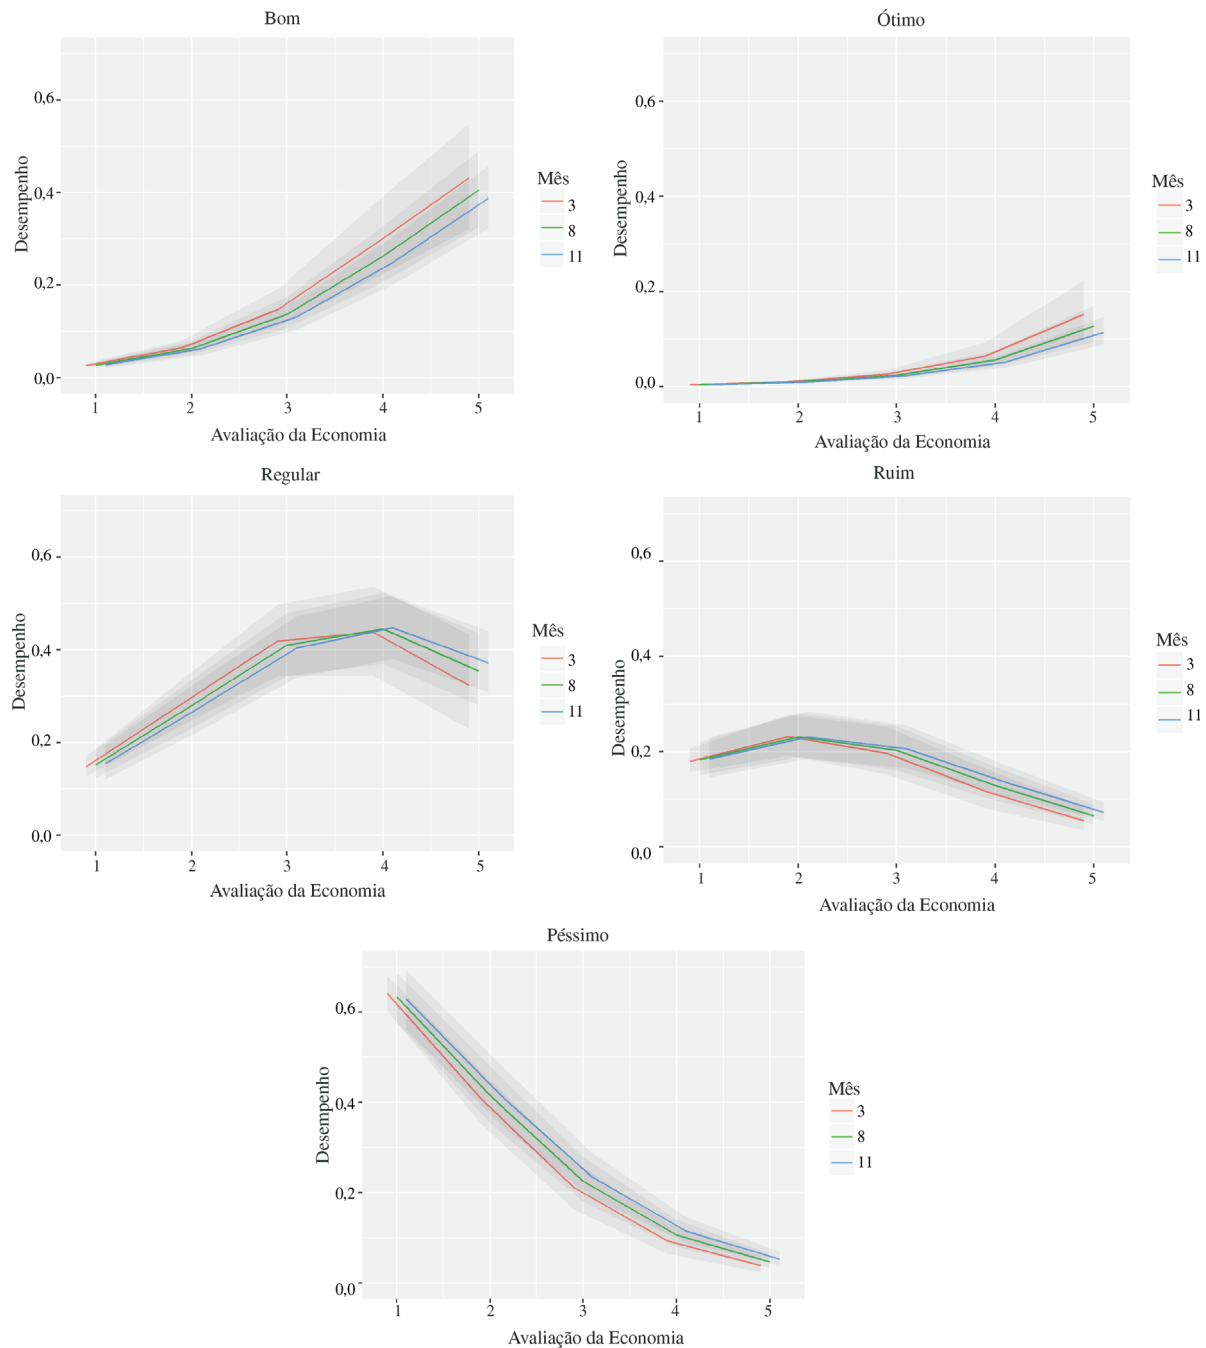 Bom
Desempenho
0,6
0,4
0,2
0,0
1 2 3 4 5
Avaliação da Economia
Mês
3
8
11
Ótimo
Desempenho
0,6
0,4
0,2
0,0
1 2 3 4 5
Avaliação da Economia
Mês
3
8
11
Regular
Desempenho
0,6
0,4
0,2
0,0
1 2 3 4 5
Avaliação da Economia
Mês
3
8
11
Ruim
Desempenho
0,6
0,4
0,2
0,0
1 2 3 4 5
Avaliação da Economia
Mês
3
8
11
Péssimo
Desempenho
0,6
0,4
0,2
0,0
1 2 3 4 5
Avaliação da Economia
Mês
3
8
11